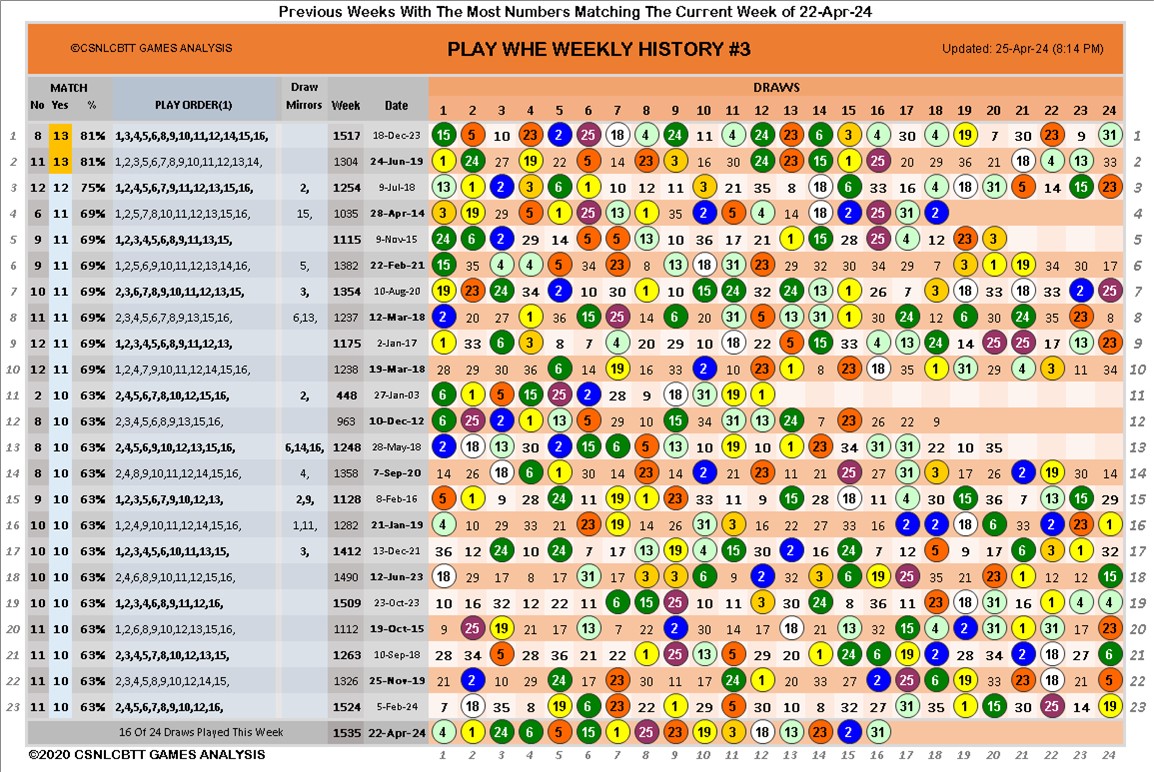 Previous Weeks With The Most Numbers Matching The Current Week of 22-Apr-24
©CSNLCBTT GAMES ANALYSIS PLAY WHE WEEKLY HISTORY #3 Updated: 25-Apr-24 (8:14 PM)
MATCH Draw DRAWS
No Yes % PLAY ORDER(1) Mirrors Week Date 1 2 3 4 5 6 7 8 9 10 11 12 13 14 15 16 17 18 19 20 21 22 23 24
1 8 13 81% 1,3,4,5,6,8,9,10,11,12,14,15,16, 1517 18-Dec-23 15 5 10 23 2 25 18 4 24 11 4 24 23 6 3 4 30 4 19 7 30 23 9 31 1
2 11 13 81% 1,2,3,5,6,7,8,9,10,11,12,13,14, 1304 24-Jun-19 1 24 27 19 22 5 14 23 3 16 30 24 23 15 1 25 20 29 36 21 18 4 13 33 2
3 12 12 75% 1,2,4,5,6,7,9,11,12,13,15,16, 2, 1254 9-Jul-18 13 1 2 3 6 1 10 12 11 3 21 35 8 18 6 33 16 4 18 31 5 14 15 23 3
4 6 11 69% 1,2,5,7,8,10,11,12,13,15,16, 15, 1035 28-Apr-14 3 19 29 5 1 25 13 1 35 2 5 4 14 18 2 25 31 2 4
5 9 11 69% 1,2,3,4,5,6,8,9,11,13,15, 1115 9-Nov-15 24 6 2 29 14 5 5 13 10 36 17 21 1 15 28 25 4 12 23 3 5
6 9 11 69% 1,2,5,6,9,10,11,12,13,14,16, 5, 1382 22-Feb-21 15 35 4 4 5 34 23 8 13 18 31 23 29 32 30 34 29 7 3 1 19 34 30 17 6
7 10 11 69% 2,3,6,7,8,9,10,11,12,13,15, 3, 1354 10-Aug-20 19 23 24 34 2 10 30 1 10 15 24 32 24 13 1 26 7 3 18 33 18 33 2 25 7
8 11 11 69% 2,3,4,5,6,7,8,9,13,15,16, 6,13, 1237 12-Mar-18 2 20 27 1 36 15 25 14 6 20 31 5 13 31 1 30 24 12 6 30 24 35 23 8 8
9 12 11 69% 1,2,3,4,5,6,8,9,11,12,13, 1175 2-Jan-17 1 33 6 3 8 7 4 20 29 10 18 22 5 15 33 4 13 24 14 25 25 17 13 23 9
10 12 11 69% 1,2,4,7,9,10,11,12,13,15,16, 1238 19-Mar-18 28 29 30 36 6 14 19 16 33 2 10 23 1 8 23 18 35 1 31 29 4 3 11 34 10
11 2 10 63% 2,4,5,6,7,8,10,12,15,16, 2, 448 27-Jan-03 6 1 5 15 25 2 28 9 18 31 19 1 11
12 8 10 63% 2,3,4,5,6,8,9,13,15,16, 963 10-Dec-12 6 25 2 1 13 5 29 10 15 34 31 13 24 7 23 26 22 9 12
13 8 10 63% 2,4,5,6,9,10,12,13,15,16, 6,14,16, 1248 28-May-18 2 18 13 30 2 15 6 5 13 10 19 10 1 23 34 31 31 22 10 35 13
14 8 10 63% 2,4,8,9,10,11,12,14,15,16, 4, 1358 7-Sep-20 14 26 18 6 1 30 14 23 14 2 21 23 11 21 25 14 31 3 17 26 2 19 30 14 14
15 9 10 63% 1,2,3,5,6,7,9,10,12,13, 2,9, 1128 8-Feb-16 5 1 9 28 24 11 19 1 23 33 11 9 15 28 18 11 4 30 15 36 7 13 15 29 15
16 10 10 63% 1,2,4,9,10,11,12,14,15,16, 1,11, 1282 21-Jan-19 4 10 29 33 21 23 19 14 26 31 3 16 22 27 33 16 2 2 18 6 33 2 23 1 16
17 10 10 63% 1,2,3,4,5,6,10,11,13,15, 3, 1412 13-Dec-21 36 12 24 10 24 7 17 13 19 4 15 30 2 16 24 7 12 5 9 17 6 3 1 32 17
18 10 10 63% 2,4,6,8,9,10,11,12,15,16, 1490 12-Jun-23 18 29 17 8 17 31 17 3 3 6 9 2 32 3 6 19 25 35 21 23 1 12 12 15 18
19 10 10 63% 1,2,3,4,6,8,9,11,12,16, 1509 23-Oct-23 10 16 32 12 22 11 6 15 25 10 11 3 30 24 8 36 11 23 18 31 16 1 4 4 19
20 11 10 63% 1,2,6,8,9,10,12,13,15,16, 1112 19-Oct-15 9 25 19 21 17 13 7 22 2 30 14 17 18 21 13 32 15 4 2 31 1 31 17 23 20
21 11 10 63% 2,3,4,5,7,8,10,12,13,15, 1263 10-Sep-18 28 34 5 28 36 21 22 1 25 13 5 29 20 1 24 6 19 2 28 34 2 18 27 6 21
22 11 10 63% 2,3,4,5,8,9,10,12,14,15, 1326 25-Nov-19 21 2 10 29 24 17 23 30 11 17 24 1 20 33 32 2 25 6 19 33 23 18 21 5 22
23 11 10 63% 2,4,5,6,7,8,9,10,12,16, 1524 5-Feb-24 7 18 35 8 19 6 23 22 1 29 11 5 30 10 8 32 27 31 35 1 15 30 25 14 19 23
16 Of 24 Draws Played This Week 1535 22-Apr-24 4 1 24 6 5 15 1 25 23 19 3 18 13 23 2 31
©2020 CSNLCBTT GAMES ANALYSIS 1 2 3 4 5 6 7 8 9 10 11 12 13 14 15 16 17 18 19 20 21 22 23 24